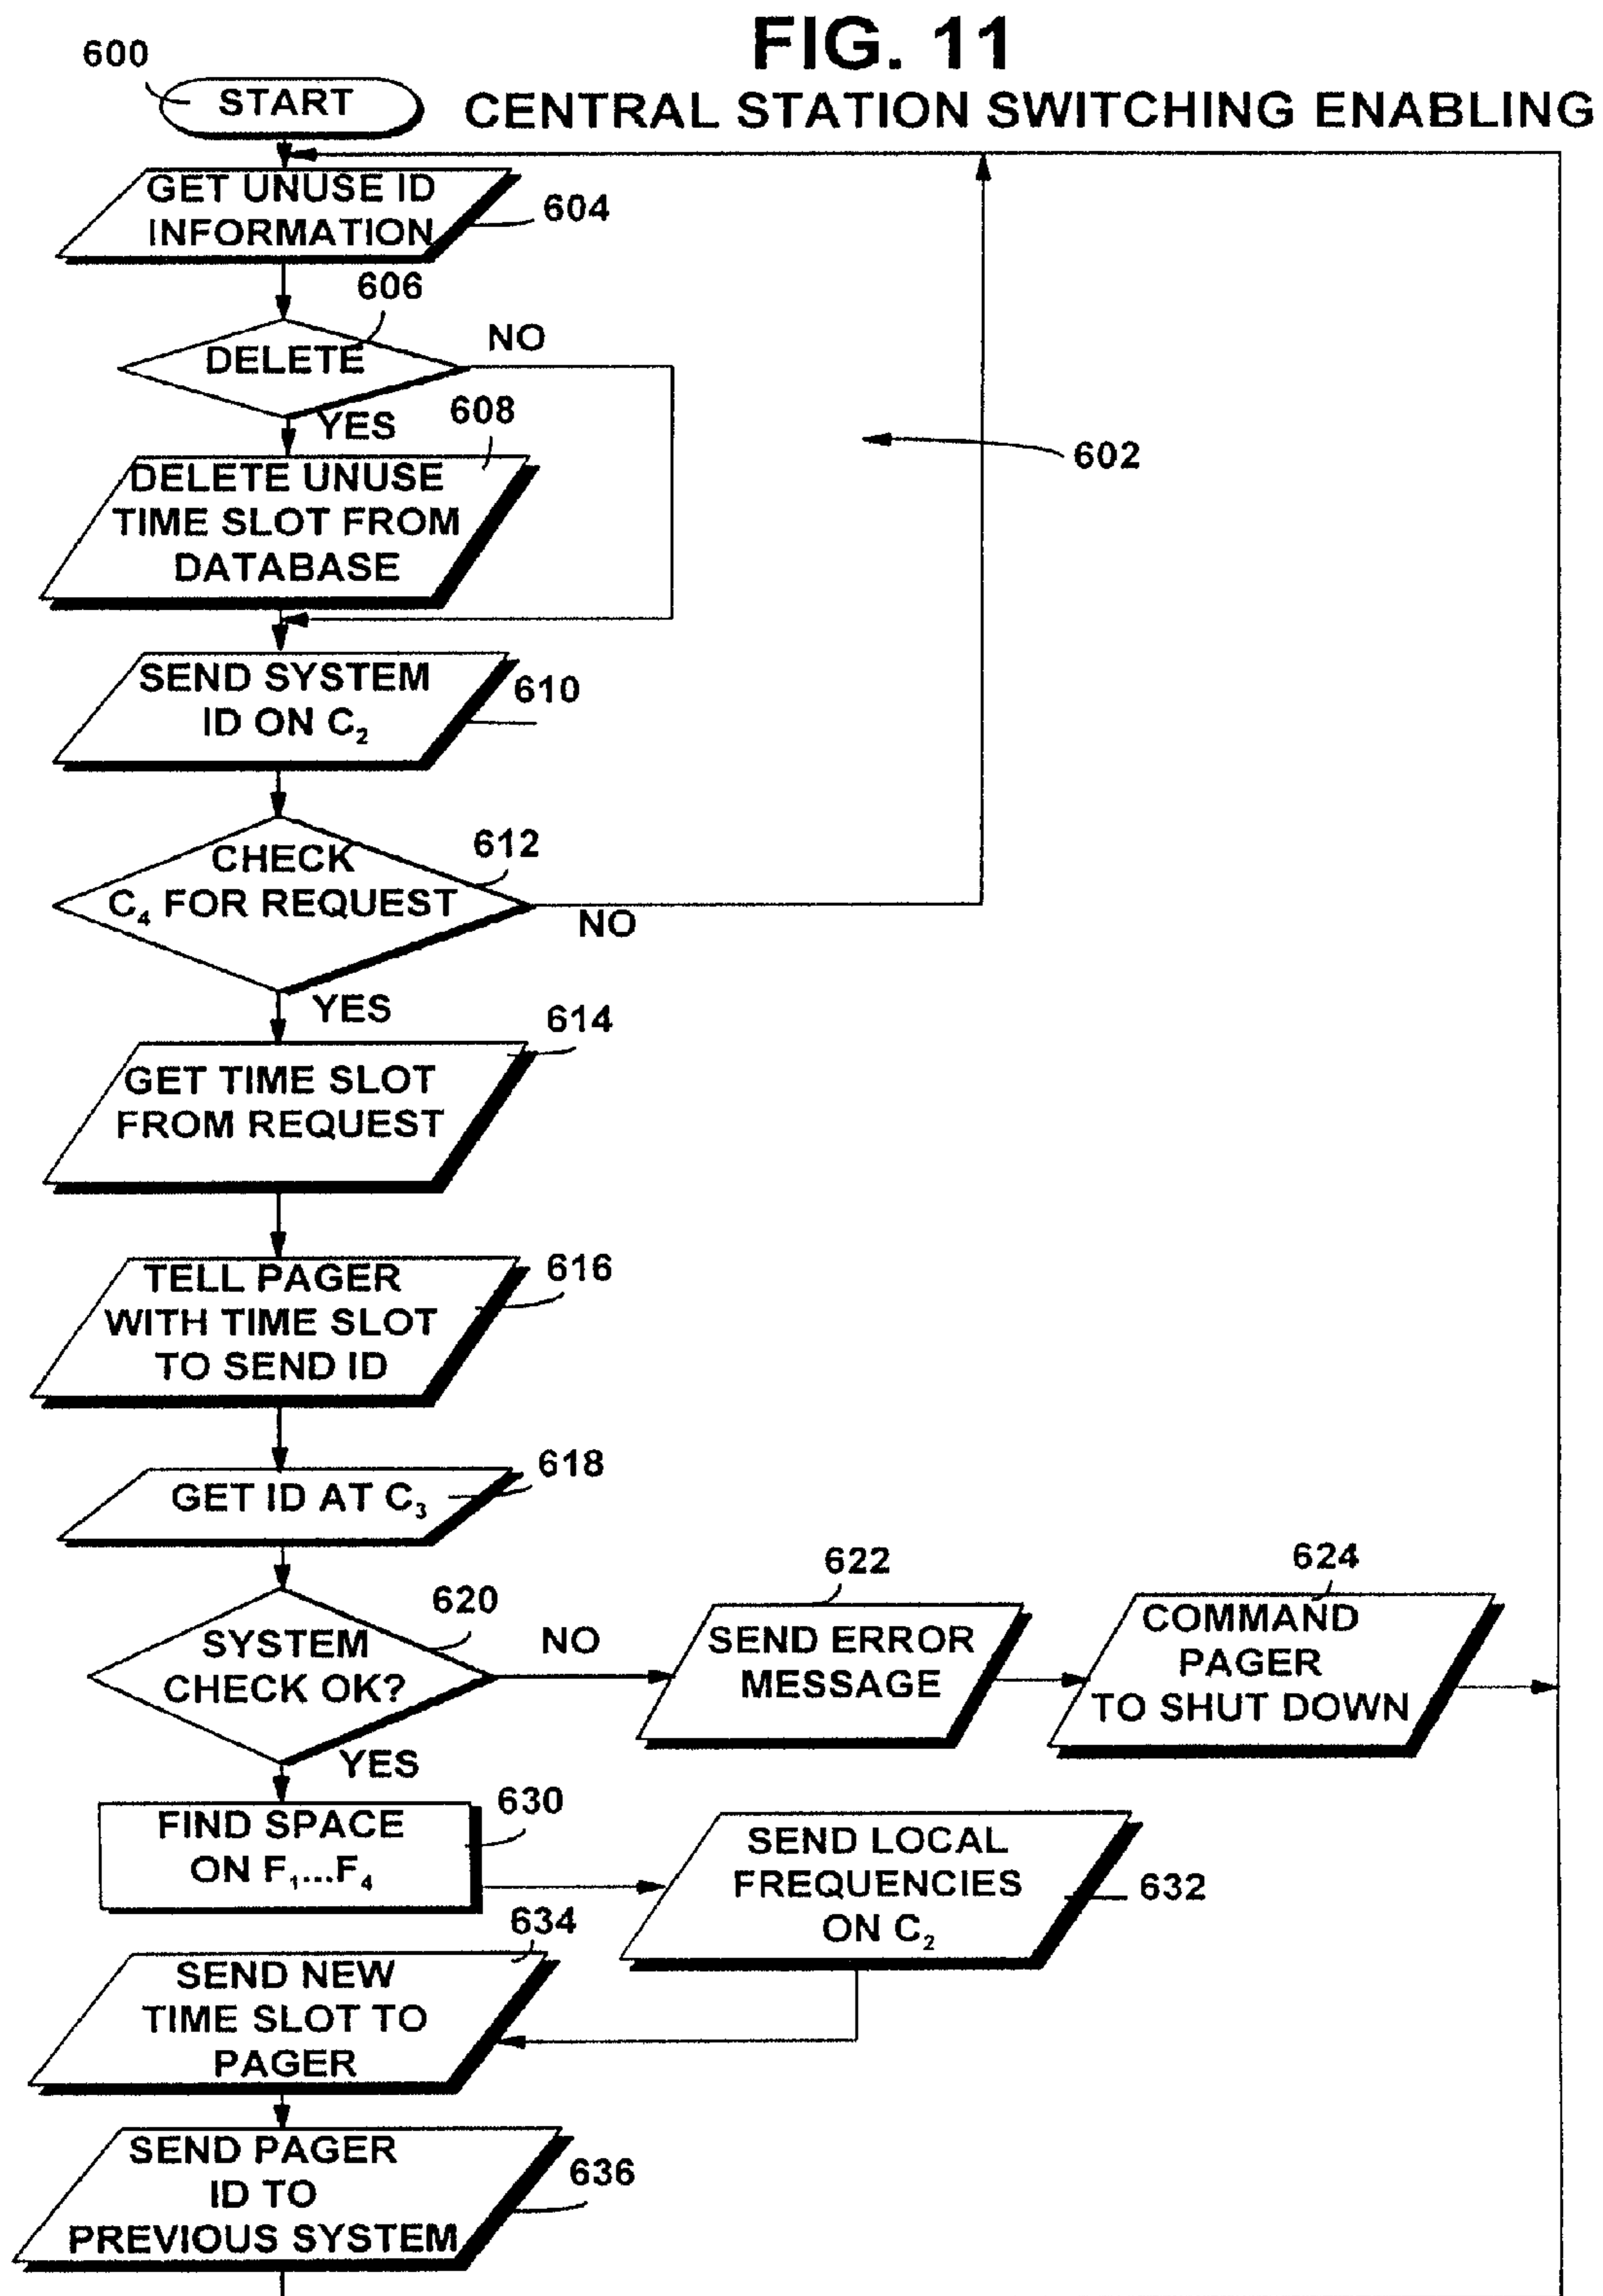 FIG. 11
600
START
CENTRAL STATION SWITCHING ENABLING
GET UNUSE ID
INFORMATION
604
606
DELETE
NO
YES
608
602
DELETE UNUSE
TIME SLOT FROM
DATABASE
SEND SYSTEM
ID ON C₂
610
CHECK
C₄ FOR REQUEST
612
NO
YES
614
GET TIME SLOT
FROM REQUEST
TELL PAGER
WITH TIME SLOT
TO SEND ID
616
GET ID AT C₃
618
SYSTEM
CHECK OK?
620
NO
YES
622
SEND ERROR
MESSAGE
624
COMMAND
PAGER
TO SHUT DOWN
FIND SPACE
ON F₁...F₄
630
SEND LOCAL
FREQUENCIES
ON C₂
632
634
SEND NEW
TIME SLOT TO
PAGER
SEND PAGER
ID TO
PREVIOUS SYSTEM
636